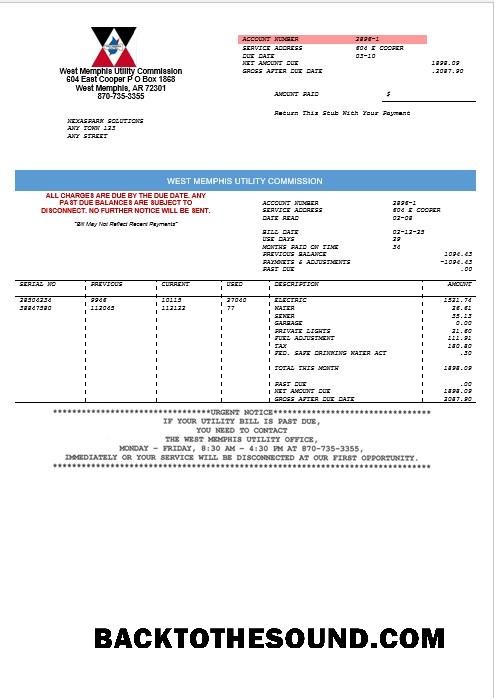 West Memphis Utility Commission
604 East Cooper P O Box 1868
West Memphis, AR 72301
870-735-3355
ACCOUNT NUMBER 2896-1
SERVICE ADDRESS 604 E COOPER
DUE DATE 03-10
NET AMOUNT DUE 1898.09
GROSS AFTER DUE DATE .2087.90
AMOUNT PAID $
Return This Stub With Your Payment
NEXASPARK SOLUTIONS
ANY TOWN 123
ANY STREET
WEST MEMPHIS UTILITY COMMISSION
ALL CHARGES ARE DUE BY THE DUE DATE. ANY
PAST DUE BALANCES ARE SUBJECT TO
DISCONNECT. NO FURTHER NOTICE WILL BE SENT.
"Bill May Not Reflect Recent Payments"
ACCOUNT NUMBER 2896-1
SERVICE ADDRESS 604 E COOPER
DATE READ 02-08
BILL DATE 02-12-25
USE DAYS 29
MONTHS PAID ON TIME 34
PREVIOUS BALANCE 1094.43
PAYMNETS & ADJUSTMENTS -1094.43
PAST DUE .00
SERIAL NO PREVIOUS CURRENT USED DESCRIPTION AMOUNT
28504234 9946 10115 27040 ELECTRIC 1521.74
38847590 112045 112122 77 WATER 26.61
SEWER 35.13
GARBAGE 0.00
PRIVATE LIGHTS 21.60
FUEL ADJUSTMENT 111.91
TAX 180.80
FED. SAFE DRINKING WATER ACT .30
TOTAL THIS MONTH 1898.09
PAST DUE .00
NET AMOUNT DUE 1898.09
GROSS AFTER DUE DATE 2087.90
********************************URGENT NOTICE********************************
IF YOUR UTILITY BILL IS PAST DUE,
YOU NEED TO CONTACT
THE WEST MEMPHIS UTILITY OFFICE,
MONDAY – FRIDAY, 8:30 AM – 4:30 PM AT 870-735-3355,
IMMEDIATELY OR YOUR SERVICE WILL BE DISCONNECTED AT OUR FIRST OPPORTUNITY.
*****************************************************************************
BACKTOTHESOUND.COM